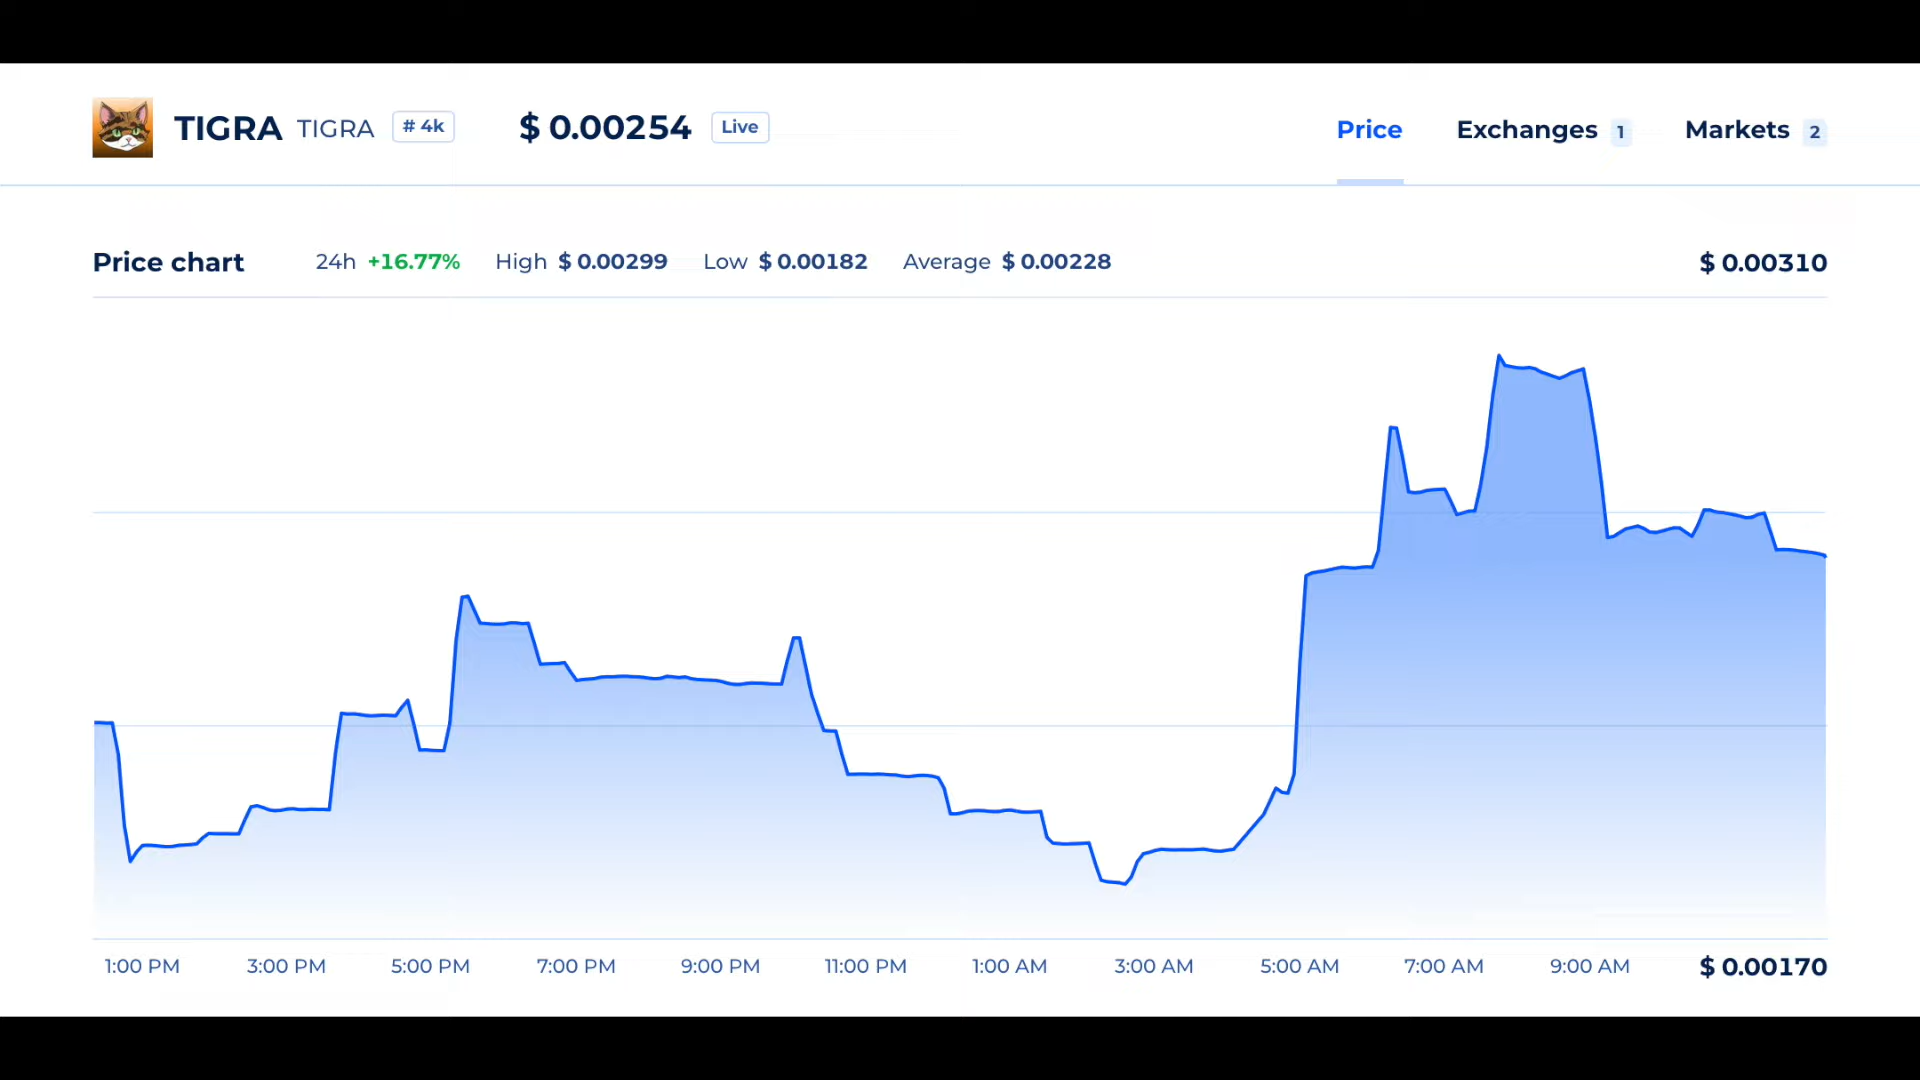 TIGRA TIGRA # 4k $ 0.00254 Live Price Exchanges 1 Markets 2
Price chart 24h +16.77% High $ 0.00299 Low $ 0.00182 Average $ 0.00228 $ 0.00310
1:00 PM 3:00 PM 5:00 PM 7:00 PM 9:00 PM 11:00 PM 1:00 AM 3:00 AM 5:00 AM 7:00 AM 9:00 AM $ 0.00170